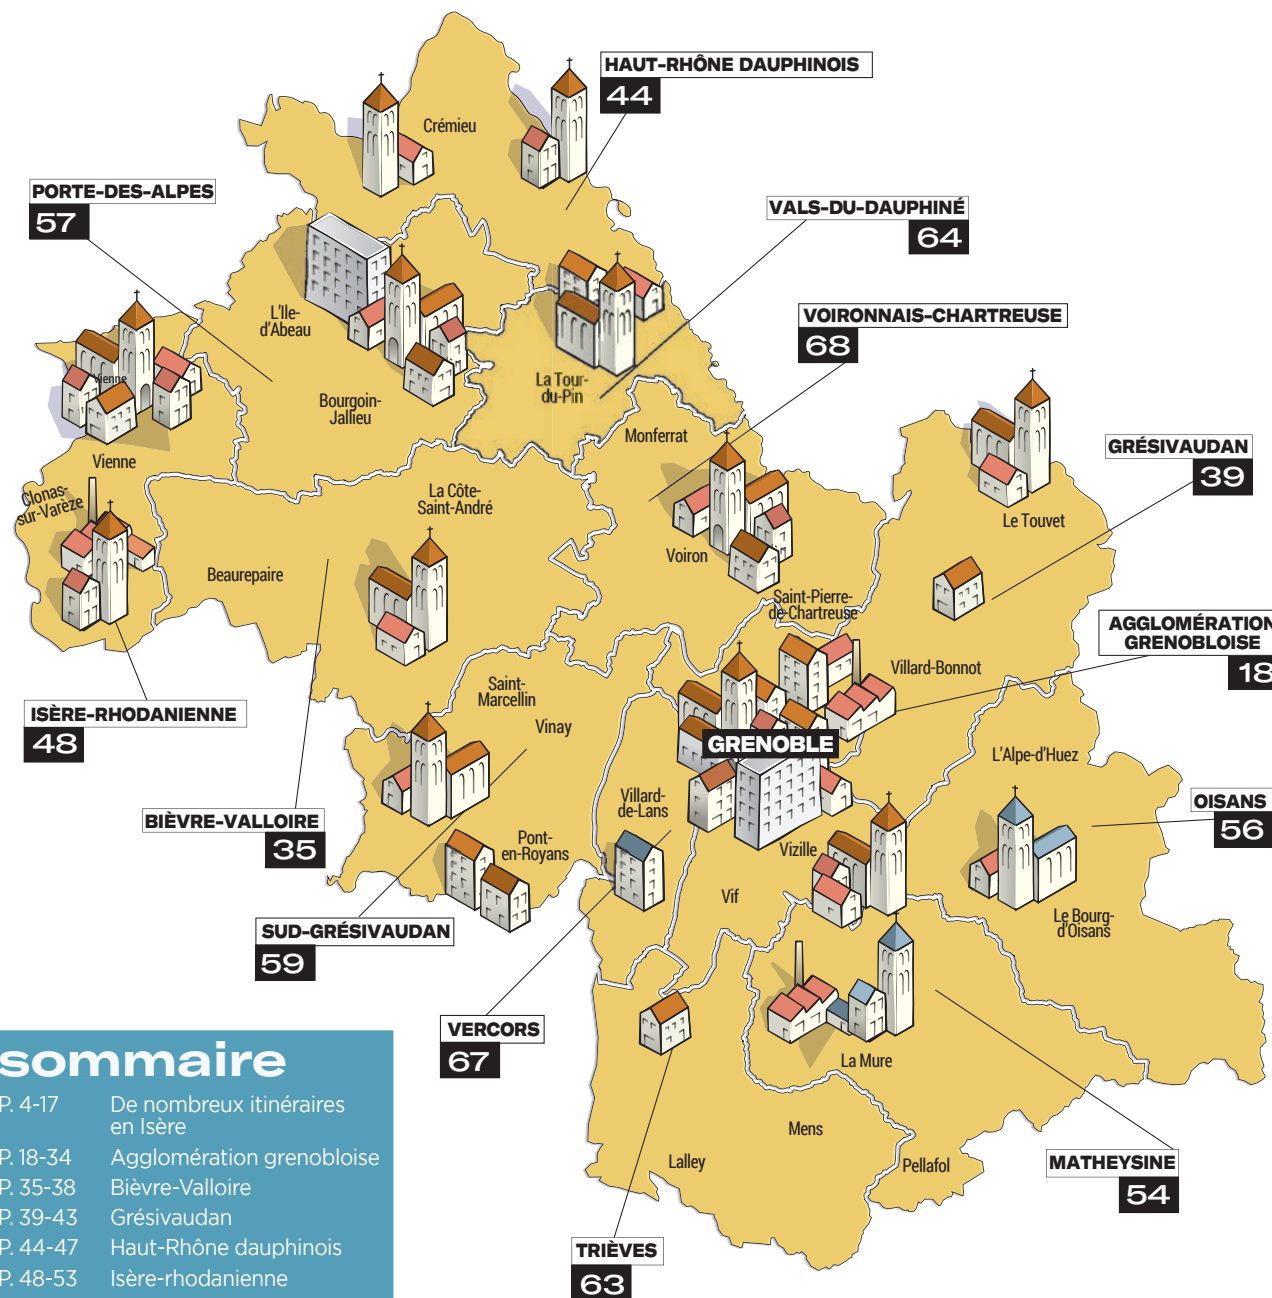 HAUT-RHÔNE DAUPHINOIS
44
Crémieu
PORTE-DES-ALPES
57
VALS-DU-DAUPHINÉ
64
L'Ile-
d'Abeau
VOIRONNAIS-CHARTREUSE
68
La Tour-
du-Pin
Vienne
Bourgoin-
Jallieu
Monferrat
GRÉSIVAUDAN
39
Vienne
Clonas-
sur-Varèze
La Côte-
Saint-André
Le Touvet
Voiron
Beaurepaire
Saint-Pierre-
de-Chartreuse
AGGLOMÉRATION
GRENOBLOISE
18
Villard-Bonnot
Saint-
Marcellin
Vinay
ISÈRE-RHODANIENNE
48
GRENOBLE
L'Alpe-d'Huez
Villard-
de-Lans
OISANS
56
BIÈVRE-VALLOIRE
35
Pont-
en-Royans
Vizille
Vif
Le Bourg-
d'Oisans
SUD-GRÉSIVAUDAN
59
VERCORS
67
La Mure
Mens
Lalley
Pellafol
MATHEYSINE
54
TRIÈVES
63
sommaire
P. 4-17 De nombreux itinéraires
en Isère
P. 18-34 Agglomération grenobloise
P. 35-38 Bièvre-Valloire
P. 39-43 Grésivaudan
P. 44-47 Haut-Rhône dauphinois
P. 48-53 Isère-rhodanienne